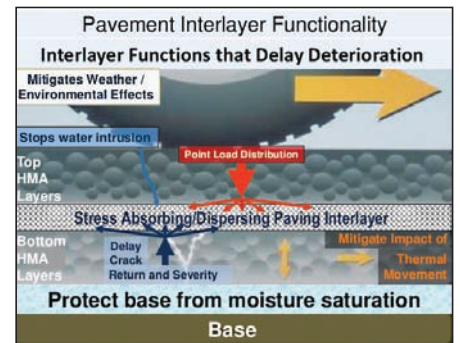 Pavement Interlayer Functionality
Interlayer Functions that Delay Deterioration
Mitigates Weather /
Environmental Effects
Stops water intrusion
Point Load Distribution
Top
HMA
Layers
Stress Absorbing/Dispersing Paving Interlayer
Bottom
HMA
Layers
Delay
Crack
Return and Severity
Mitigate Impact of
Thermal
Movement
Protect base from moisture saturation
Base